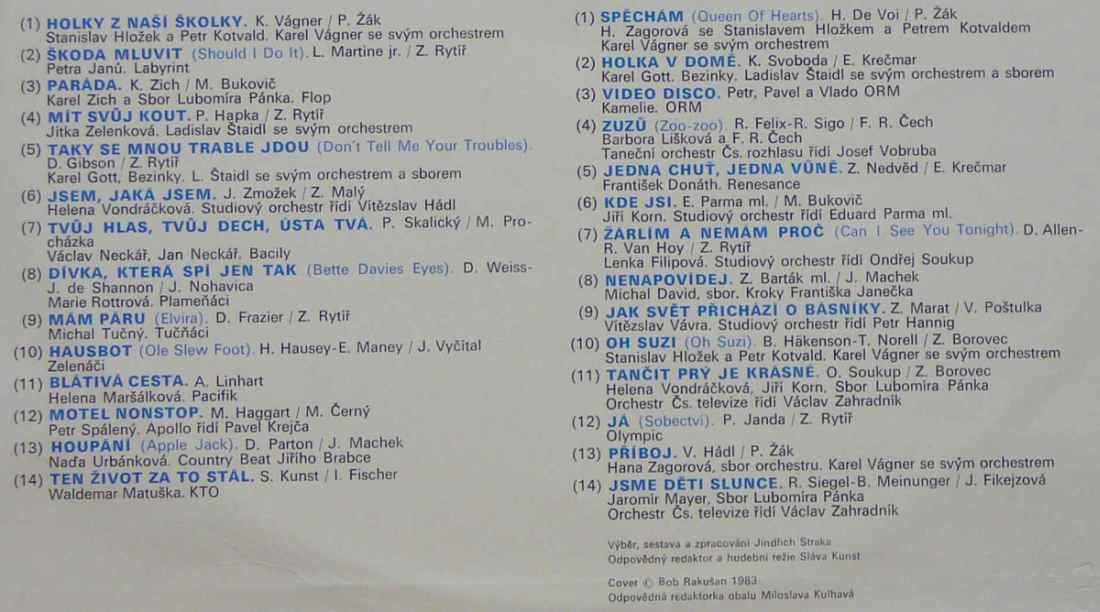 (1) HOLKY Z NAŠÍ ŠKOLKY. K. Vágner / P. Žák
Stanislav Hložek a Petr Kotvald. Karel Vágner se svým orchestrem
(2) ŠKODA MLUVIT (Should I Do It). L. Martine jr. / Z. Rytíř
Petra Janů. Labyrint
(3) PARÁDA. K. Zich / M. Bukovič
Karel Zich a Sbor Lubomíra Pánka. Flop
(4) MÍT SVŮJ KOUT. P. Hapka / Z. Rytíř
Jitka Zelenková. Ladislav Štaidl se svým orchestrem
(5) TAKY SE MNOU TRABLE JDOU (Don't Tell Me Your Troubles).
D. Gibson / Z. Rytíř
Karel Gott, Bezinky. L. Štaidl se svým orchestrem a sborem
(6) JSEM, JAKÁ JSEM. J. Zmožek / Z. Malý
Helena Vondráčková. Studiový orchestr řídí Vítězslav Hádl
(7) TVŮJ HLAS, TVŮJ DECH, ÚSTA TVÁ. P. Skalický / M. Pro-
cházka
Václav Neckář, Jan Neckář, Bacily
(8) DÍVKA, KTERÁ SPÍ JEN TAK (Bette Davies Eyes). D. Weiss-
J. de Shannon / J. Nohavica
Marie Rottrová. Plameňáci
(9) MÁM PÁRU (Elvira). D. Frazier / Z. Rytíř
Michal Tučný. Tučňáci
(10) HAUSBOT (Ole Slew Foot). H. Hausey-E. Maney / J. Vyčítal
Zelenáči
(11) BLÁTIVÁ CESTA. A. Linhart
Helena Maršálková. Pacifik
(12) MOTEL NONSTOP. M. Haggart / M. Černý
Petr Spálený. Apollo řídí Pavel Krejča
(13) HOUPÁNÍ (Apple Jack). D. Parton / J. Machek
Naďa Urbánková. Country Beat Jiřího Brabce
(14) TEN ŽIVOT ZA TO STÁL. S. Kunst / I. Fischer
Waldemar Matuška. KTO
(1) SPĚCHÁM (Queen Of Hearts). H. De Voi / P. Žák
H. Zagorová se Stanislavem Hložkem a Petrem Kotvaldem
Karel Vágner se svým orchestrem
(2) HOLKA V DOMĚ. K. Svoboda / E. Krečmar
Karel Gott. Bezinky. Ladislav Štaidl se svým orchestrem a sborem
(3) VIDEO DISCO. Petr, Pavel a Vlado ORM
Kamelie. ORM
(4) ZUZŮ (Zoo-zoo). R. Felix-R. Sigo / F. R. Čech
Barbora Lišková a F. R. Čech
Taneční orchestr Čs. rozhlasu řídí Josef Vobruba
(5) JEDNA CHUŤ, JEDNA VŮNĚ. Z. Nedvěd / E. Krečmar
František Donáth. Renesance
(6) KDE JSI. E. Parma ml. / M. Bukovič
Jiří Korn. Studiový orchestr řídí Eduard Parma ml.
(7) ŽÁRLÍM A NEMÁM PROČ (Can I See You Tonight). D. Allen-
R. Van Hoy / Z. Rytíř
Lenka Filipová. Studiový orchestr řídí Ondřej Soukup
(8) NENAPOVÍDEJ. Z. Barták ml. / J. Machek
Michal David, sbor. Kroky Františka Janečka
(9) JAK SVĚT PŘICHÁZÍ O BÁSNÍKY. Z. Marat / V. Poštulka
Vítězslav Vávra. Studiový orchestr řídí Petr Hannig
(10) OH SUZI (Oh Suzi). B. Håkenson-T. Norell / Z. Borovec
Stanislav Hložek a Petr Kotvald. Karel Vágner se svým orchestrem
(11) TANČIT PRÝ JE KRÁSNÉ. O. Soukup / Z. Borovec
Helena Vondráčková, Jiří Korn. Sbor Lubomíra Pánka
Orchestr Čs. televize řídí Václav Zahradník
(12) JÁ (Sobectví). P. Janda / Z. Rytíř
Olympic
(13) PŘÍBOJ. V. Hádl / P. Žák
Hana Zagorová, sbor orchestru. Karel Vágner se svým orchestrem
(14) JSME DĚTI SLUNCE. R. Siegel-B. Meinunger / J. Fikejzová
Jaromír Mayer, Sbor Lubomíra Pánka
Orchestr Čs. televize řídí Václav Zahradník
Výběr, sestava a zpracování Jindřich Straka
Odpovědný redaktor a hudební režie Sláva Kunst
Cover © Bob Rakušan 1983
Odpovědná redaktorka obalu Miloslava Kulhavá